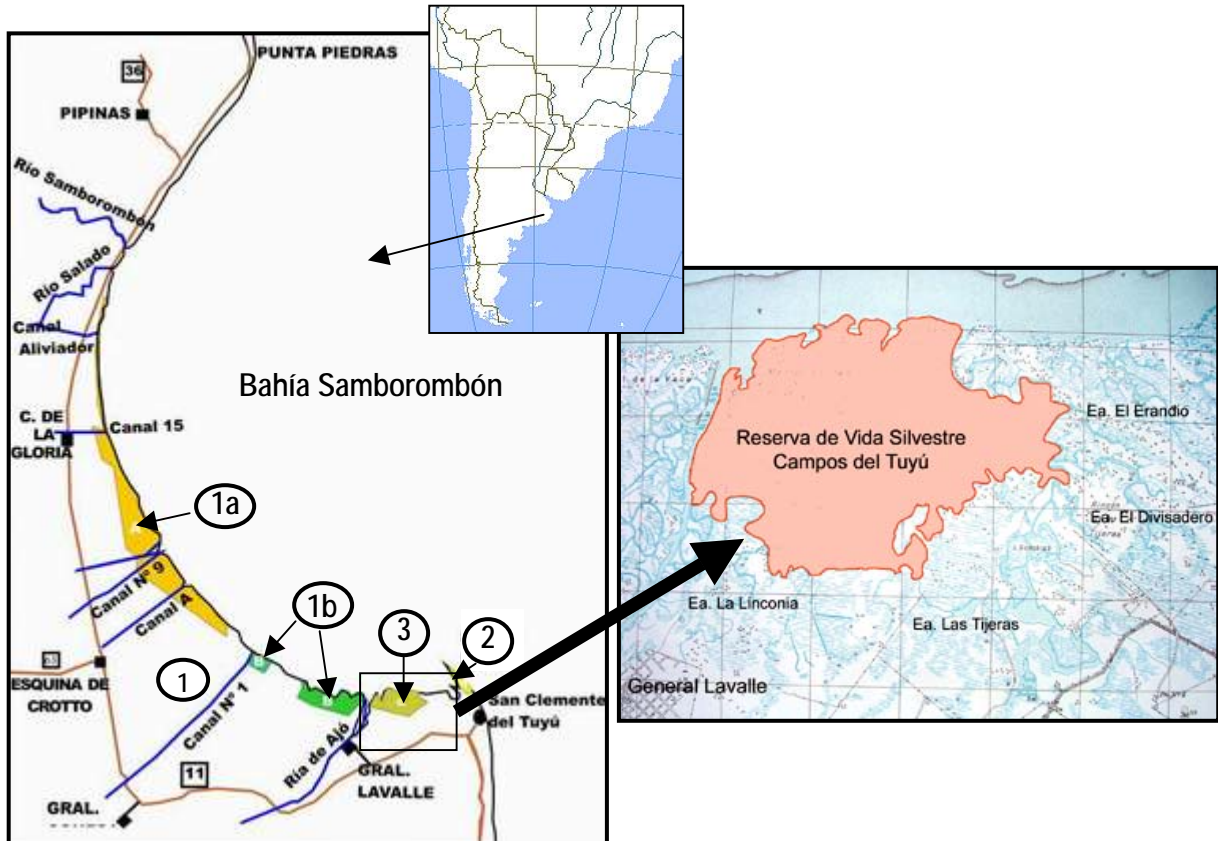 PUNTA PIEDRAS
36
PIPINAS
Río Samborombón
Río Salado
Canal
Aliviador
Bahía Samborombón
C. DE
LA
GLORIA
Canal 15
1a
Canal Nº 9
Canal A
1b
3
2
1
63
ESQUINA DE
CROTTO
Canal Nº 1
San Clemente
del Tuyú
Ría de Ajó
GRAL.
LAVALLE
11
GRAL.
Reserva de Vida Silvestre
Campos del Tuyú
Ea. El Erandio
Ea. El Divisadero
Ea. La Linconia
Ea. Las Tijeras
General Lavalle